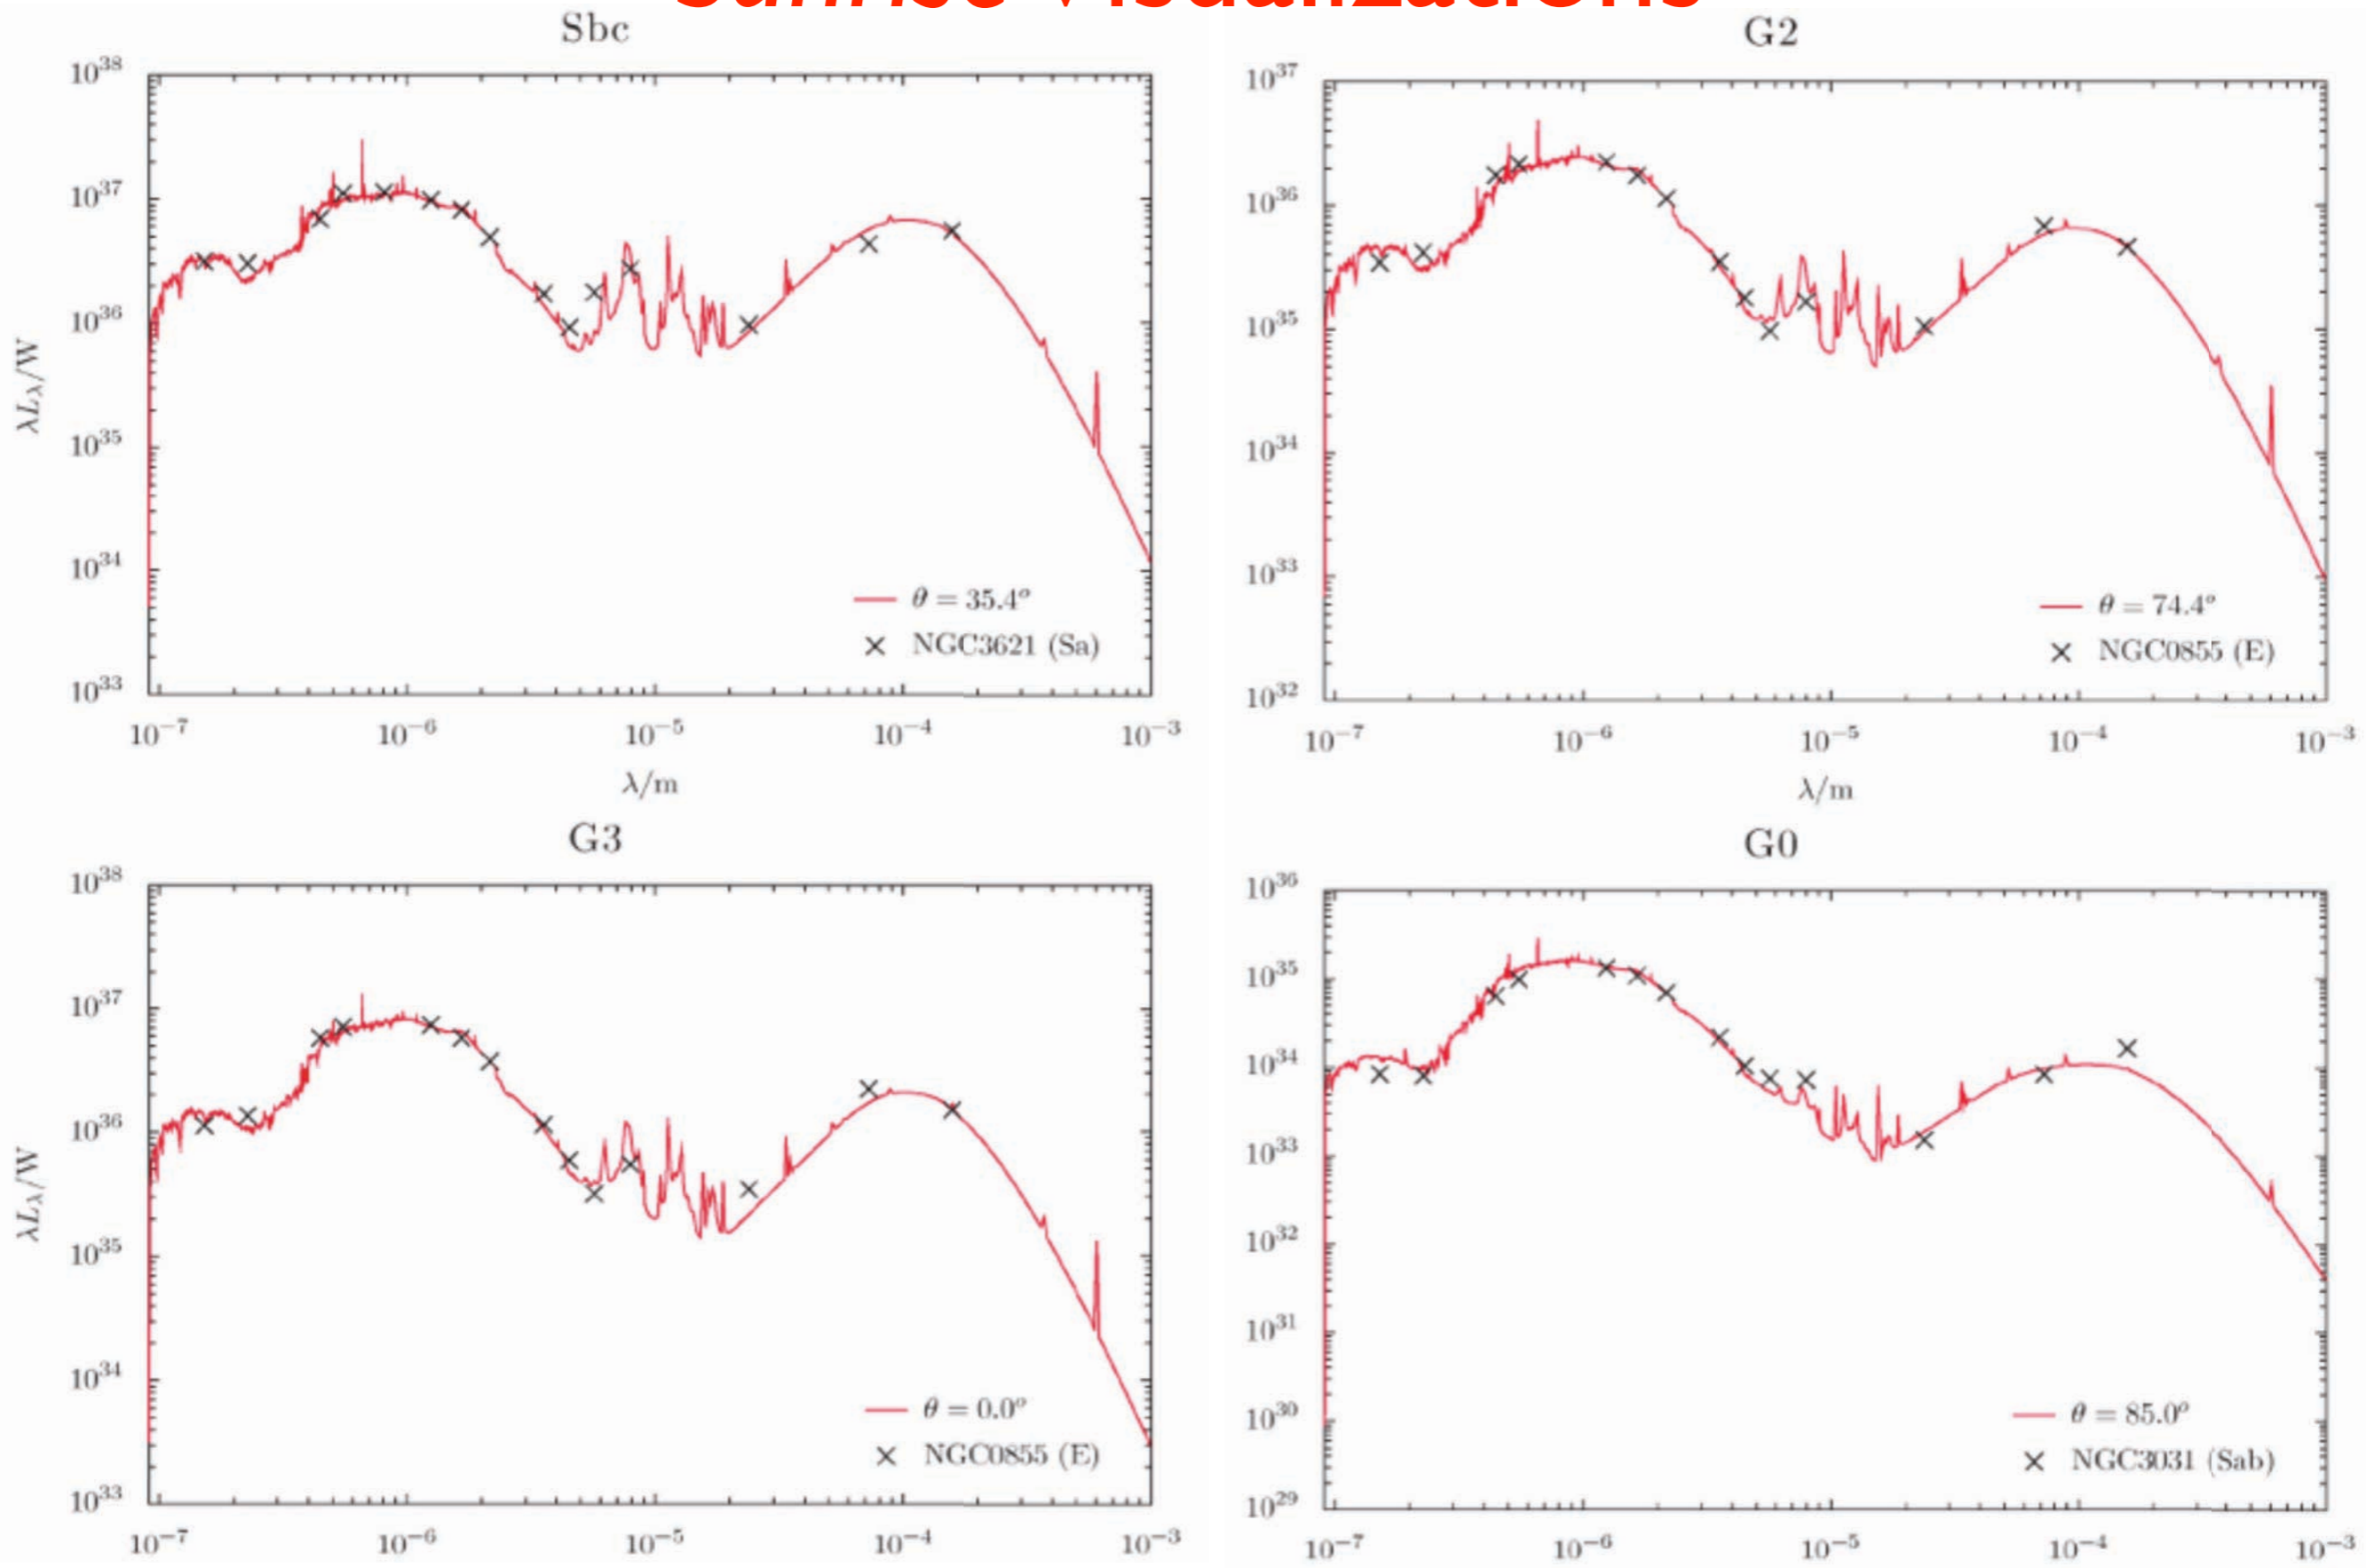 Sunrise Visualizations
Sbc
10^38
10^37
10^36
10^35
10^34
10^33
λL_λ/W
θ = 35.4°
NGC3621 (Sa)
10^−7 10^−6 10^−5 10^−4 10^−3
λ/m
G2
10^37
10^36
10^35
10^34
10^33
10^32
θ = 74.4°
NGC0855 (E)
10^−7 10^−6 10^−5 10^−4 10^−3
λ/m
G3
10^38
10^37
10^36
10^35
10^34
10^33
λL_λ/W
θ = 0.0°
NGC0855 (E)
10^−7 10^−6 10^−5 10^−4 10^−3
G0
10^36
10^35
10^34
10^33
10^32
10^31
10^30
10^29
θ = 85.0°
NGC3031 (Sab)
10^−7 10^−6 10^−5 10^−4 10^−3